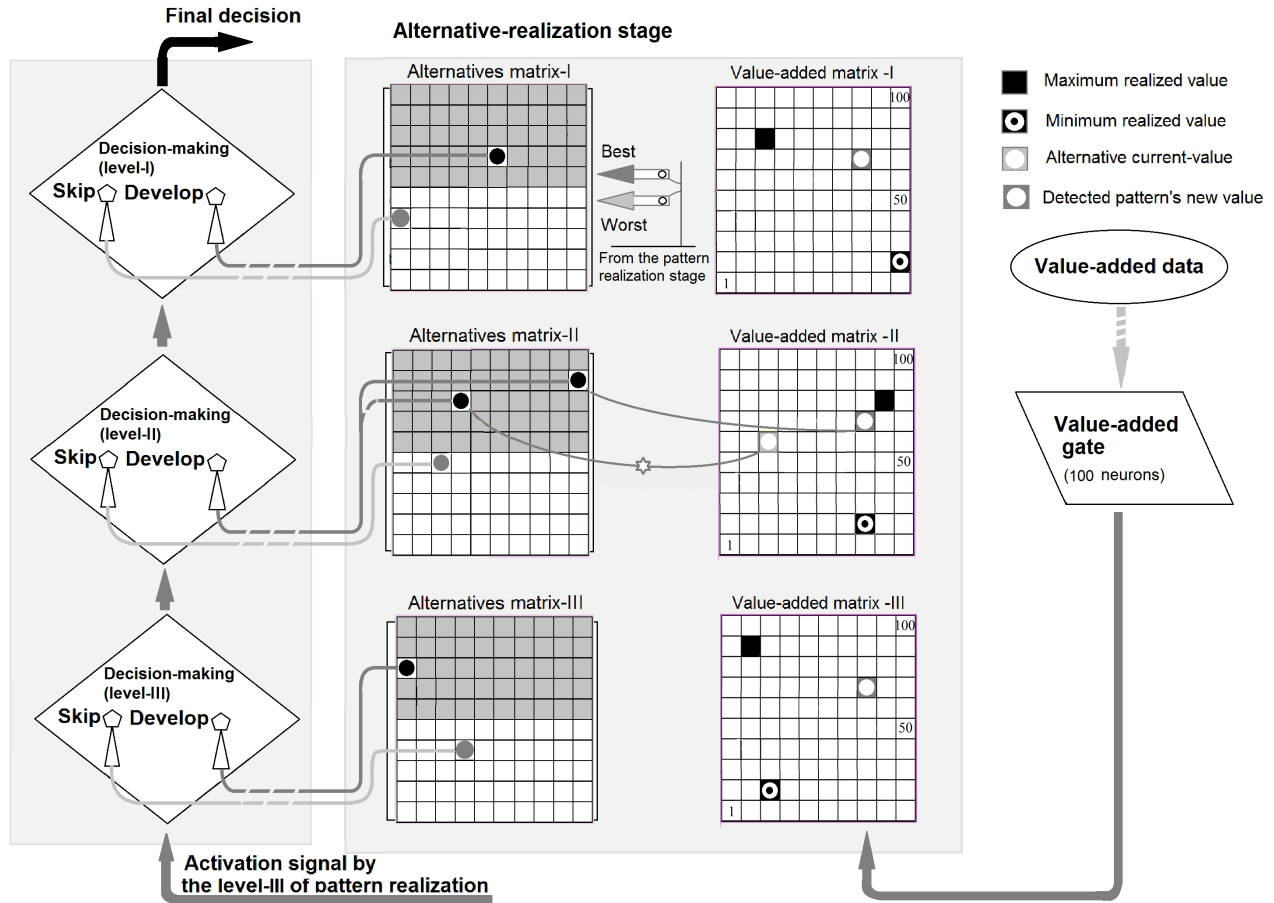 Final decision
Alternative-realization stage
Decision-making
(level-I)
Skip Develop
Alternatives matrix-I
Best
Worst
From the pattern
realization stage
Value-added matrix -I
100
50
1
Maximum realized value
Minimum realized value
Alternative current-value
Detected pattern's new value
Value-added data
Value-added
gate
(100 neurons)
Decision-making
(level-II)
Skip Develop
Alternatives matrix-II
Value-added matrix -II
100
50
1
Decision-making
(level-III)
Skip Develop
Alternatives matrix-III
Value-added matrix -III
100
50
1
Activation signal by
the level-III of pattern realization